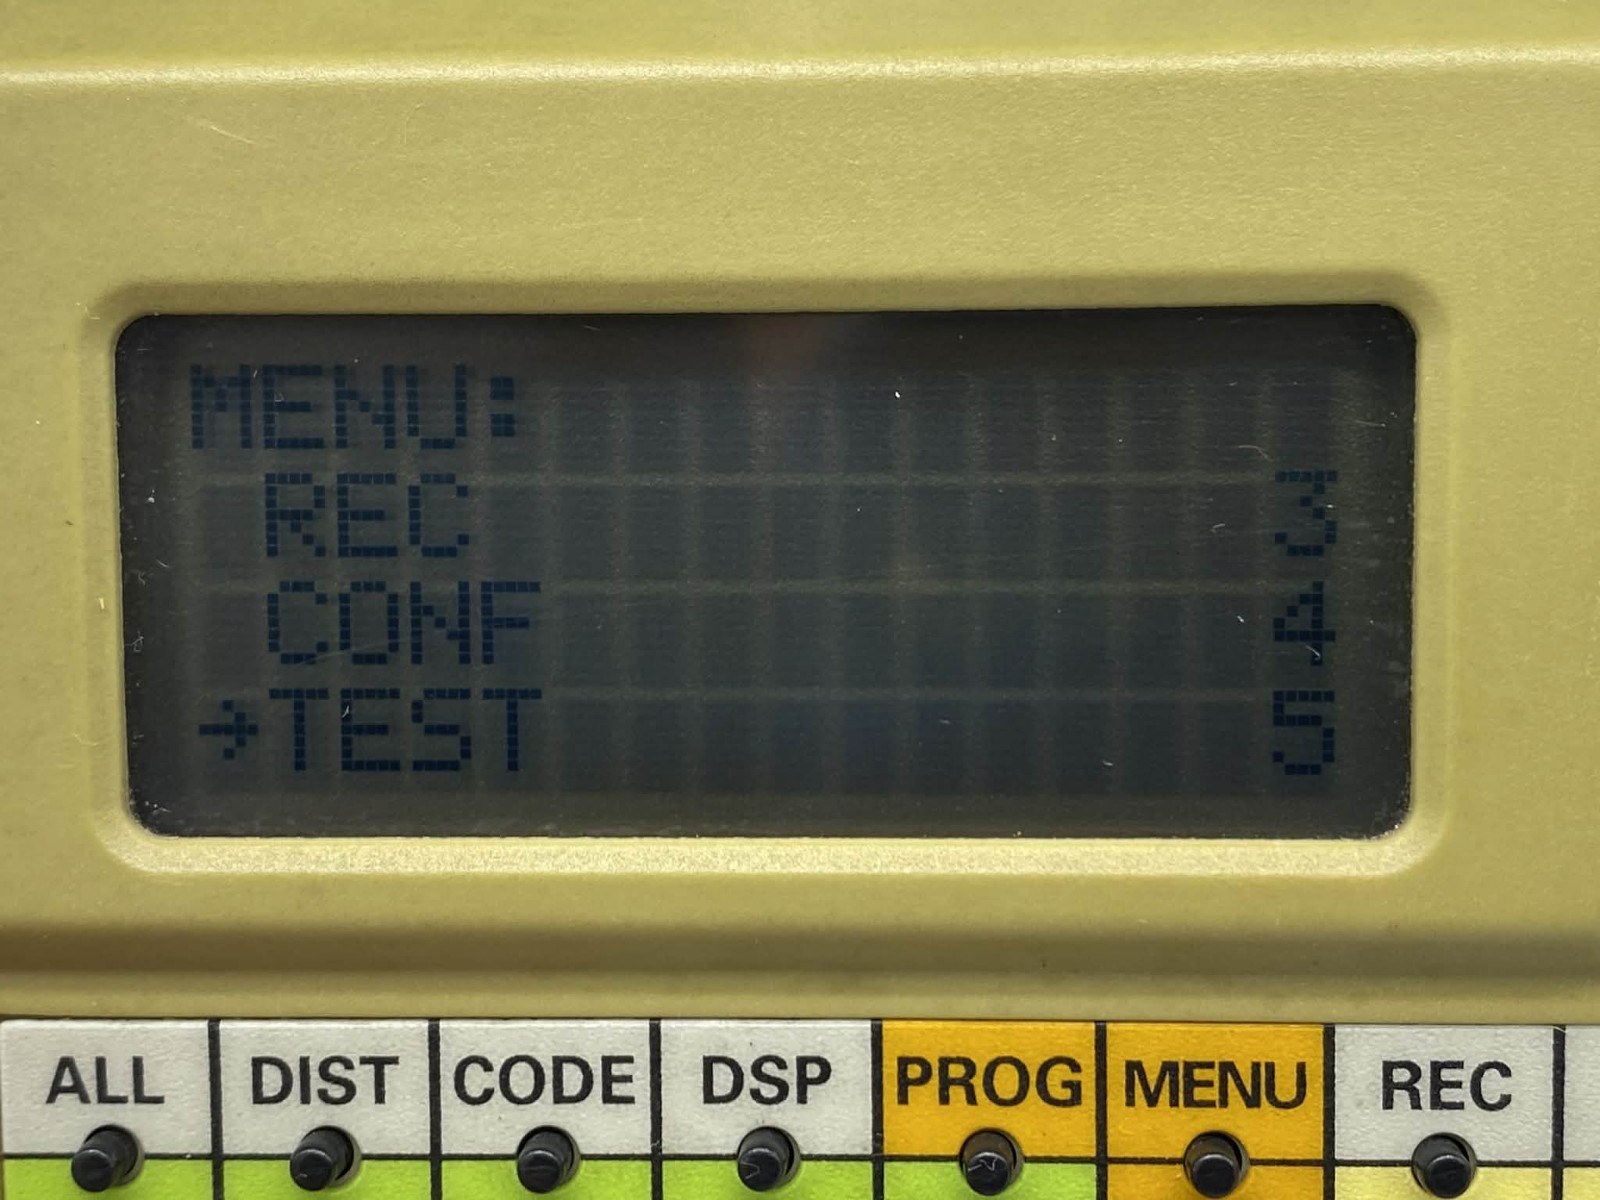 MENU:
REC 3
CONF 4
→TEST 5
ALL DIST CODE DSP PROG MENU REC